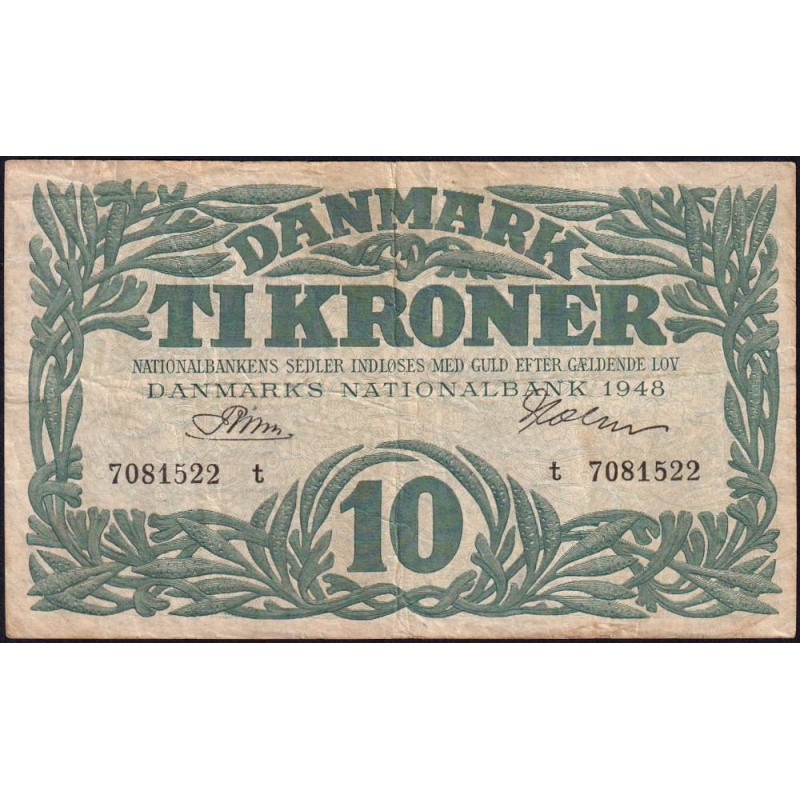 DANMARK
TI KRONER
NATIONALBANKENS SEDLER INDLØSES MED GULD EFTER GÆLDENDE LOV
DANMARKS NATIONALBANK 1948
7081522 t t 7081522
10